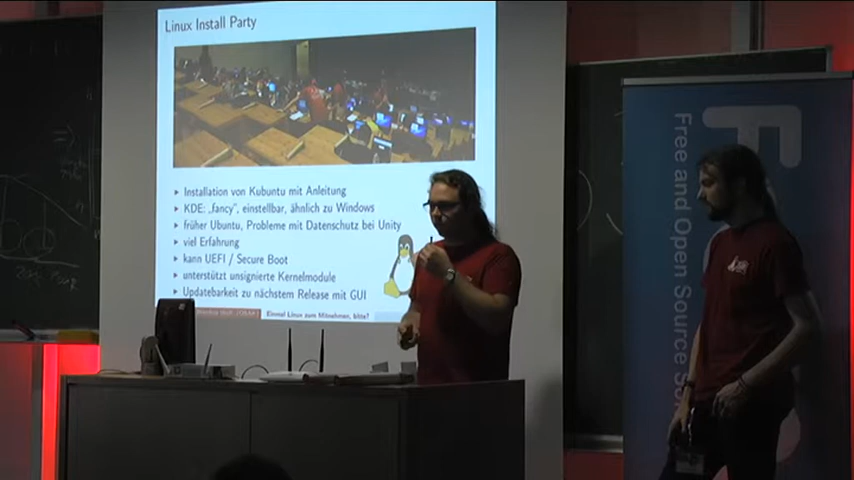 Linux Install Party
Installation von Kubuntu mit Anleitung
KDE: „fancy", einstellbar, ähnlich zu Windows
früher Ubuntu, Probleme mit Datenschutz bei Unity
viel Erfahrung
kann UEFI / Secure Boot
unterstützt unsignierte Kernelmodule
Updatebarkeit zu nächstem Release mit GUI
Einmal Linux zum Mitnehmen, bitte!
Free and Open Source